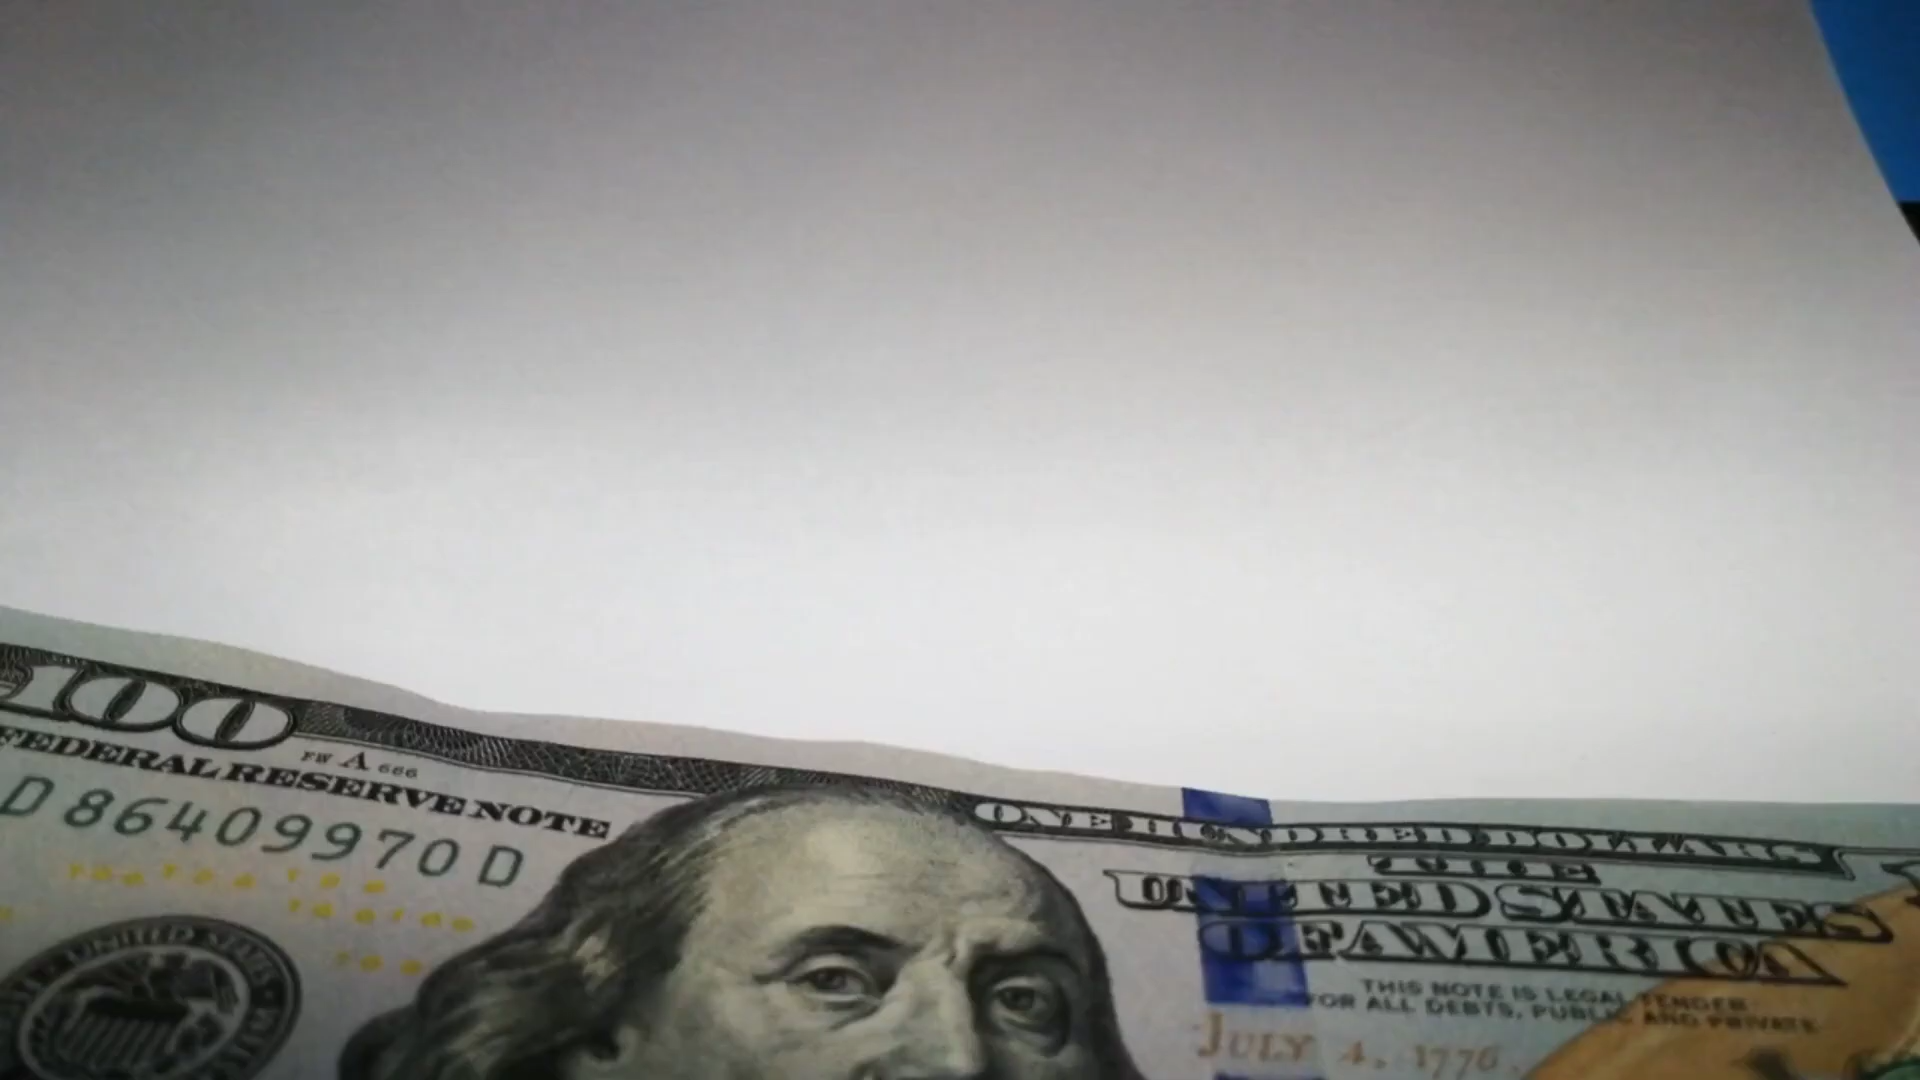 100
FW A 666
FEDERAL RESERVE NOTE
D 86409970 D
ONE HUNDRED DOLLARS
THE
UNITED STATES
OF AMERICA
THIS NOTE IS LEGAL TENDER
FOR ALL DEBTS, PUBLIC AND PRIVATE
JULY 4, 1776.